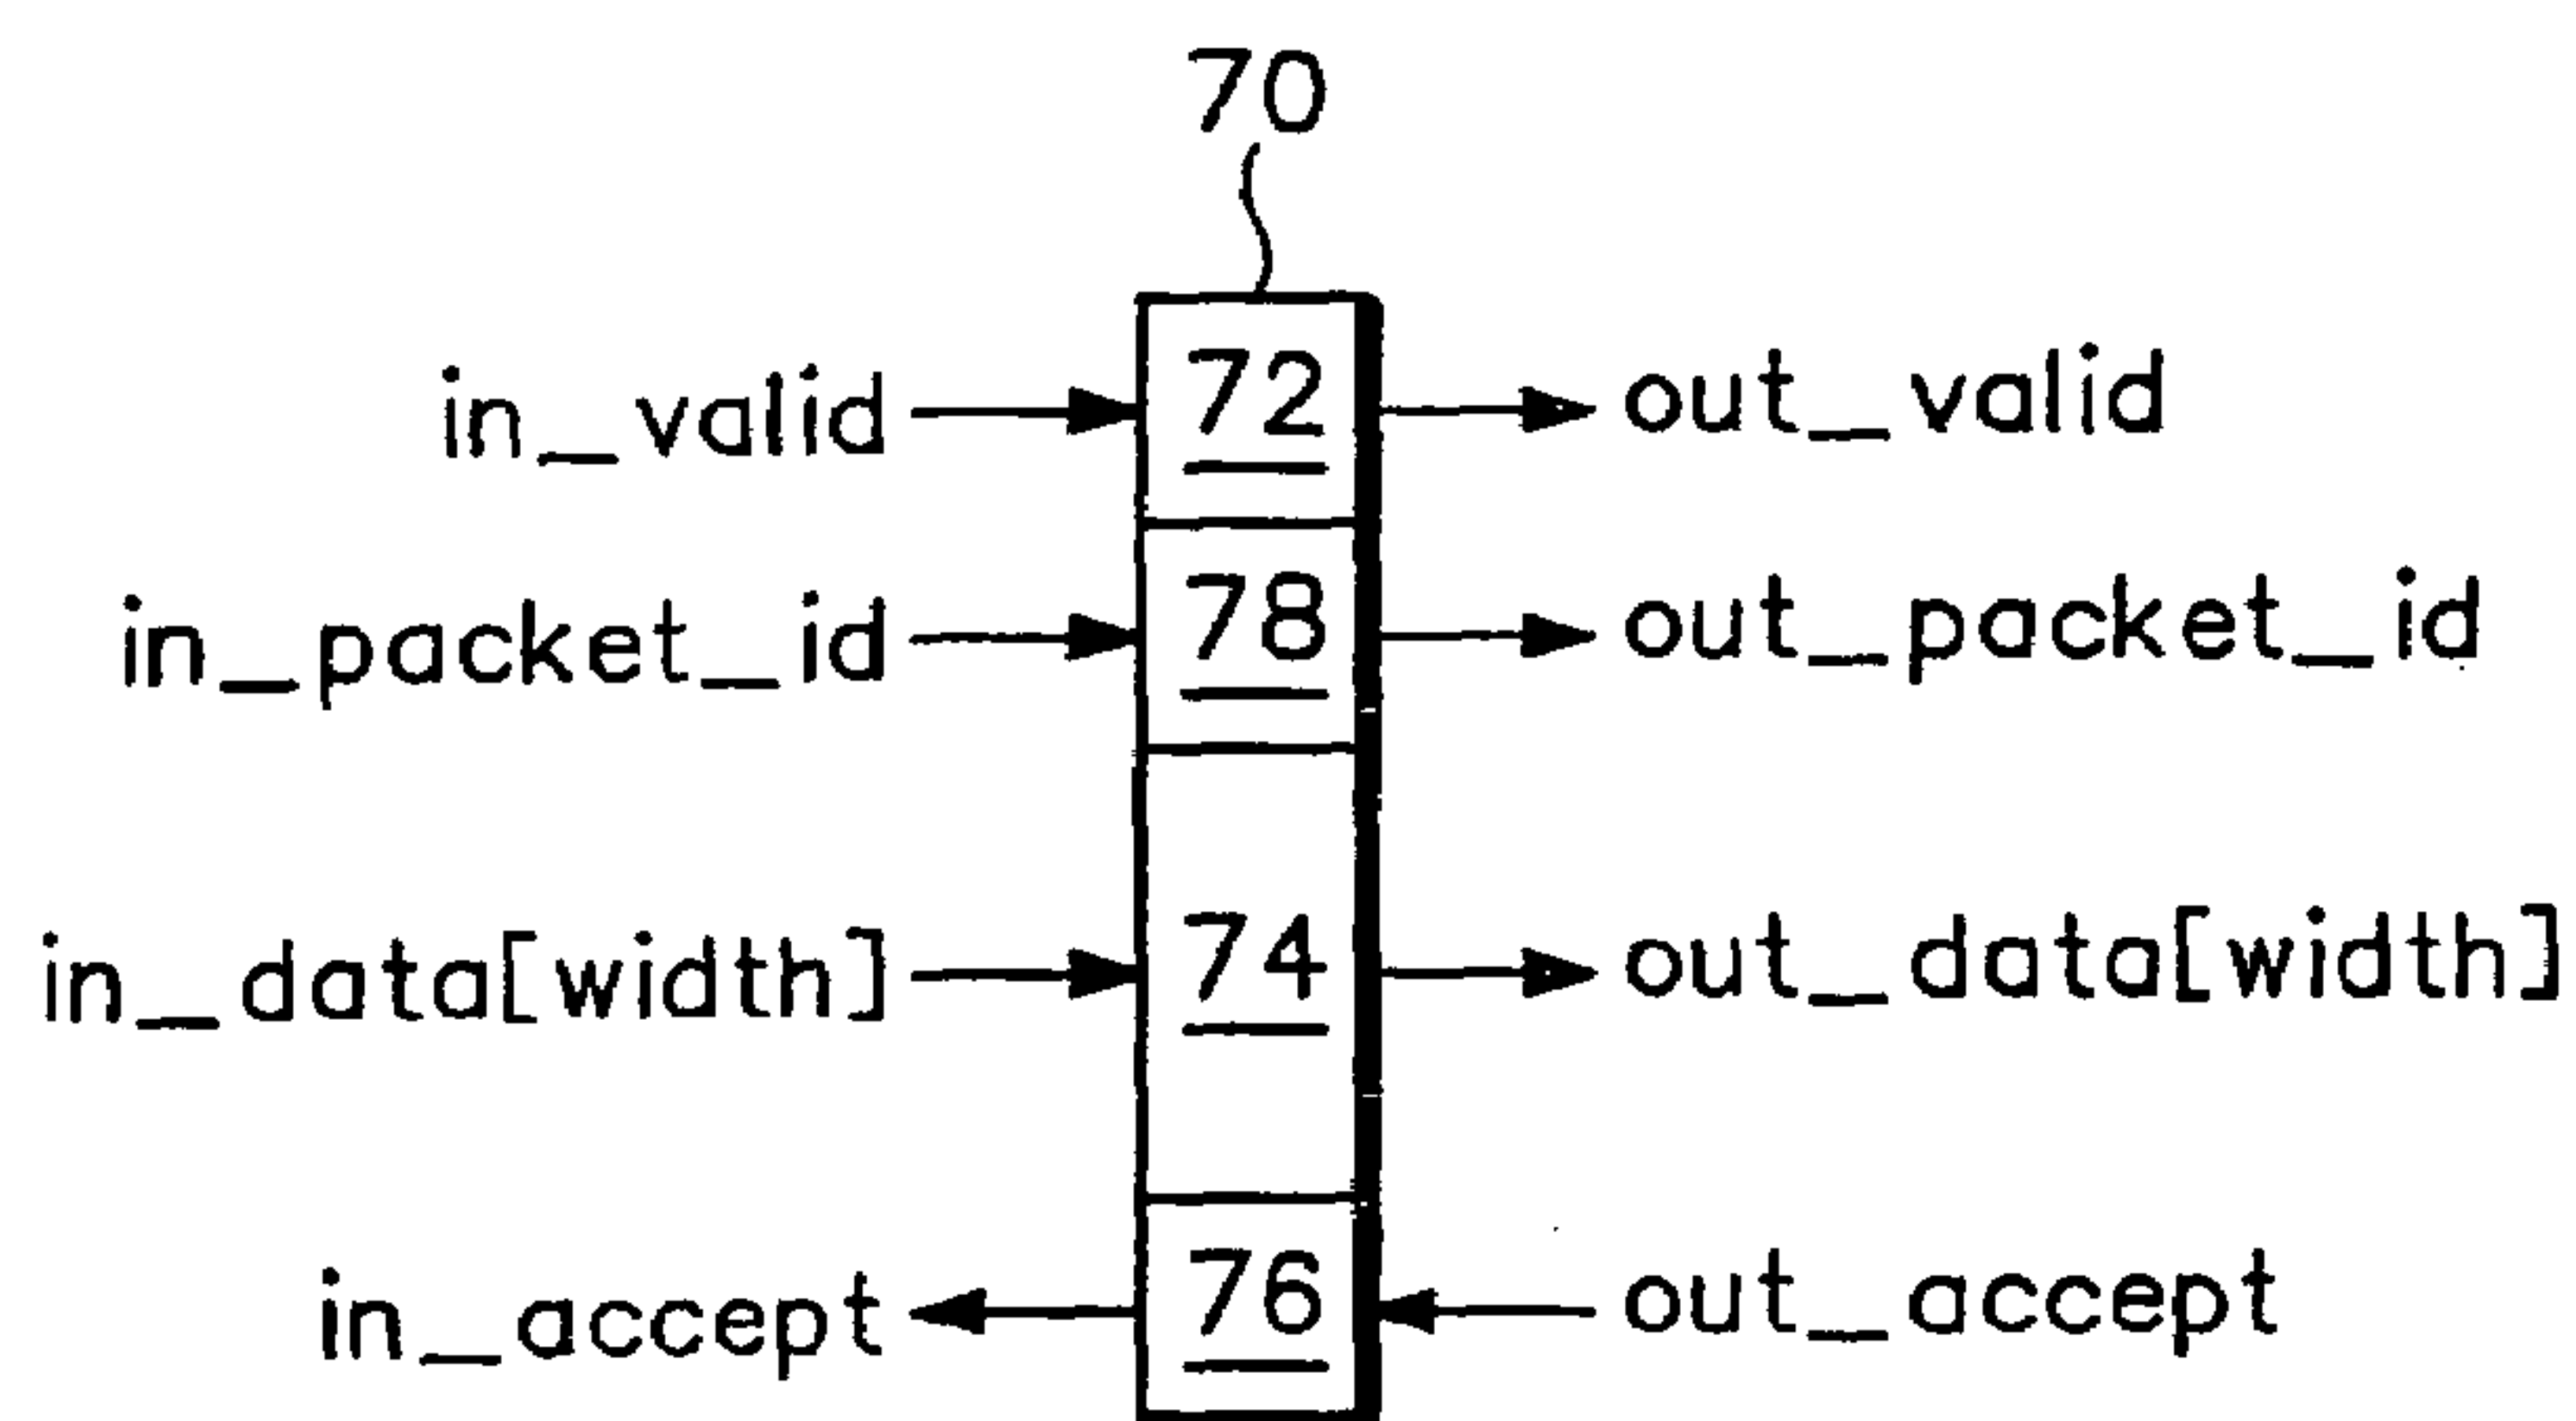 70
in_valid 72 out_valid
in_packet_id 78 out_packet_id
in_data[width] 74 out_data[width]
in_accept 76 out_accept